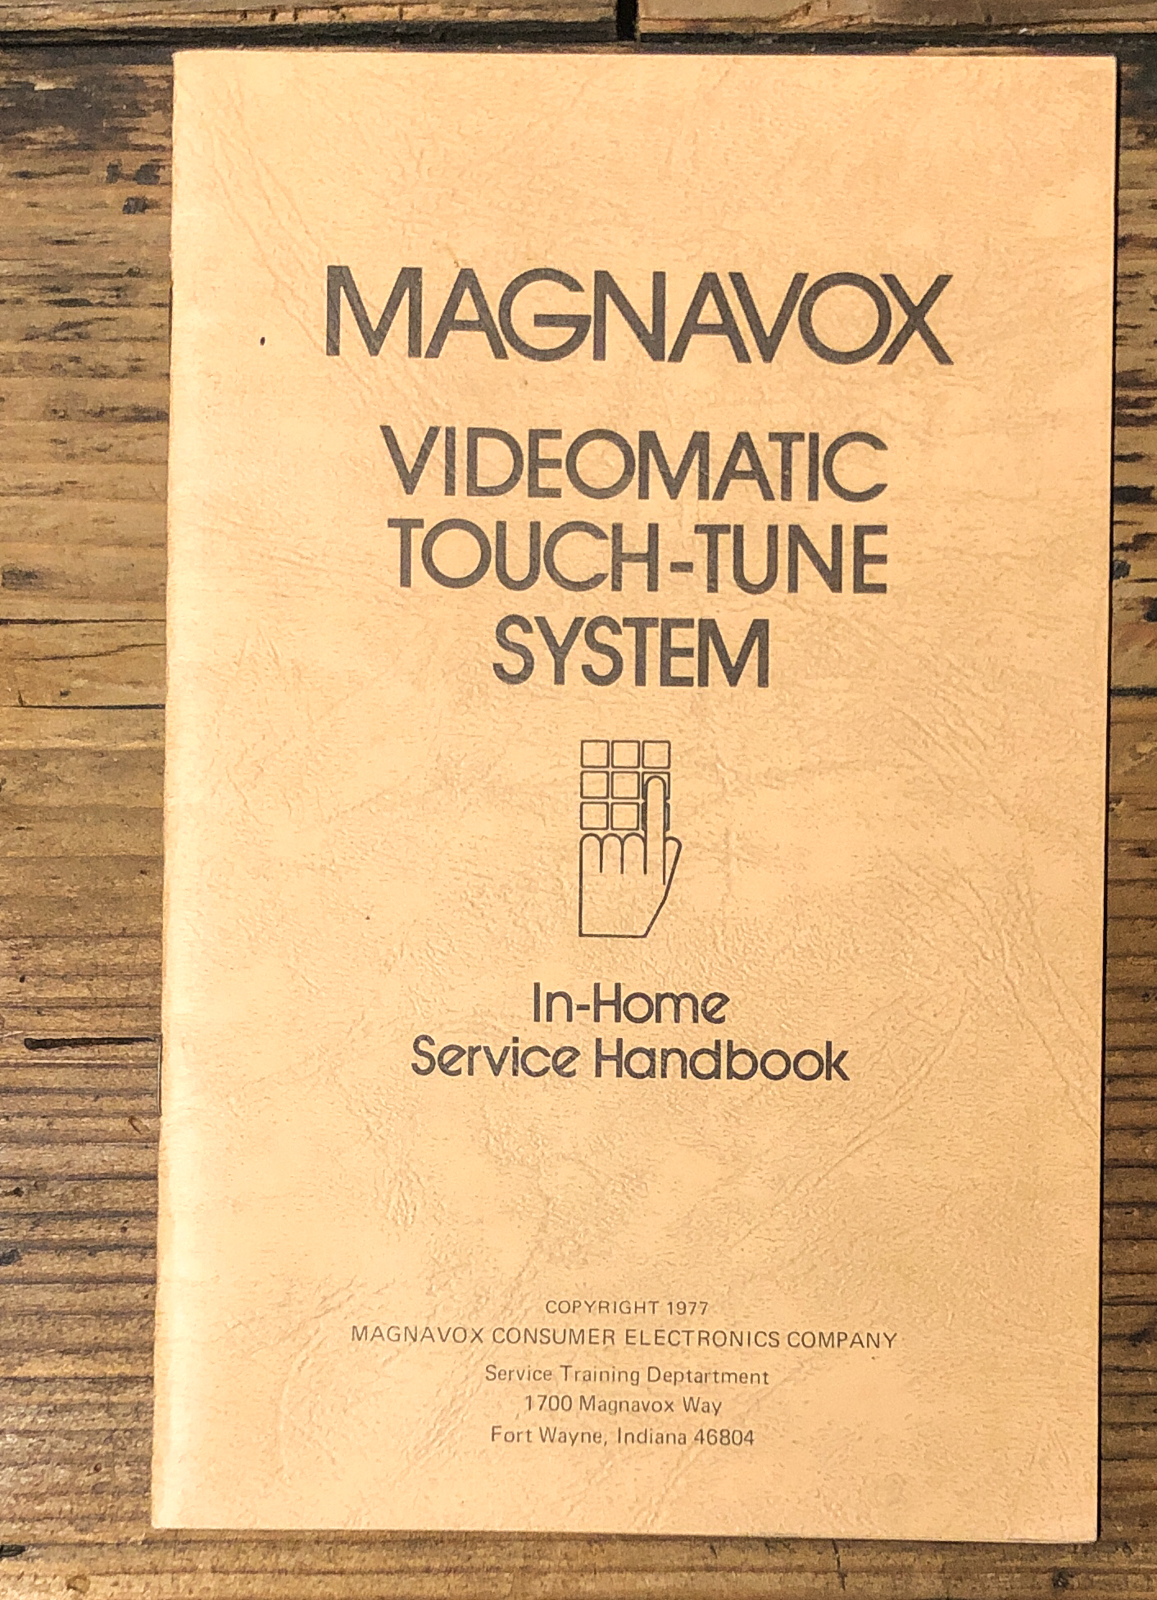 MAGNAVOX
VIDEOMATIC
TOUCH-TUNE
SYSTEM
In-Home
Service Handbook
COPYRIGHT 1977
MAGNAVOX CONSUMER ELECTRONICS COMPANY
Service Training Deptartment
1700 Magnavox Way
Fort Wayne, Indiana 46804